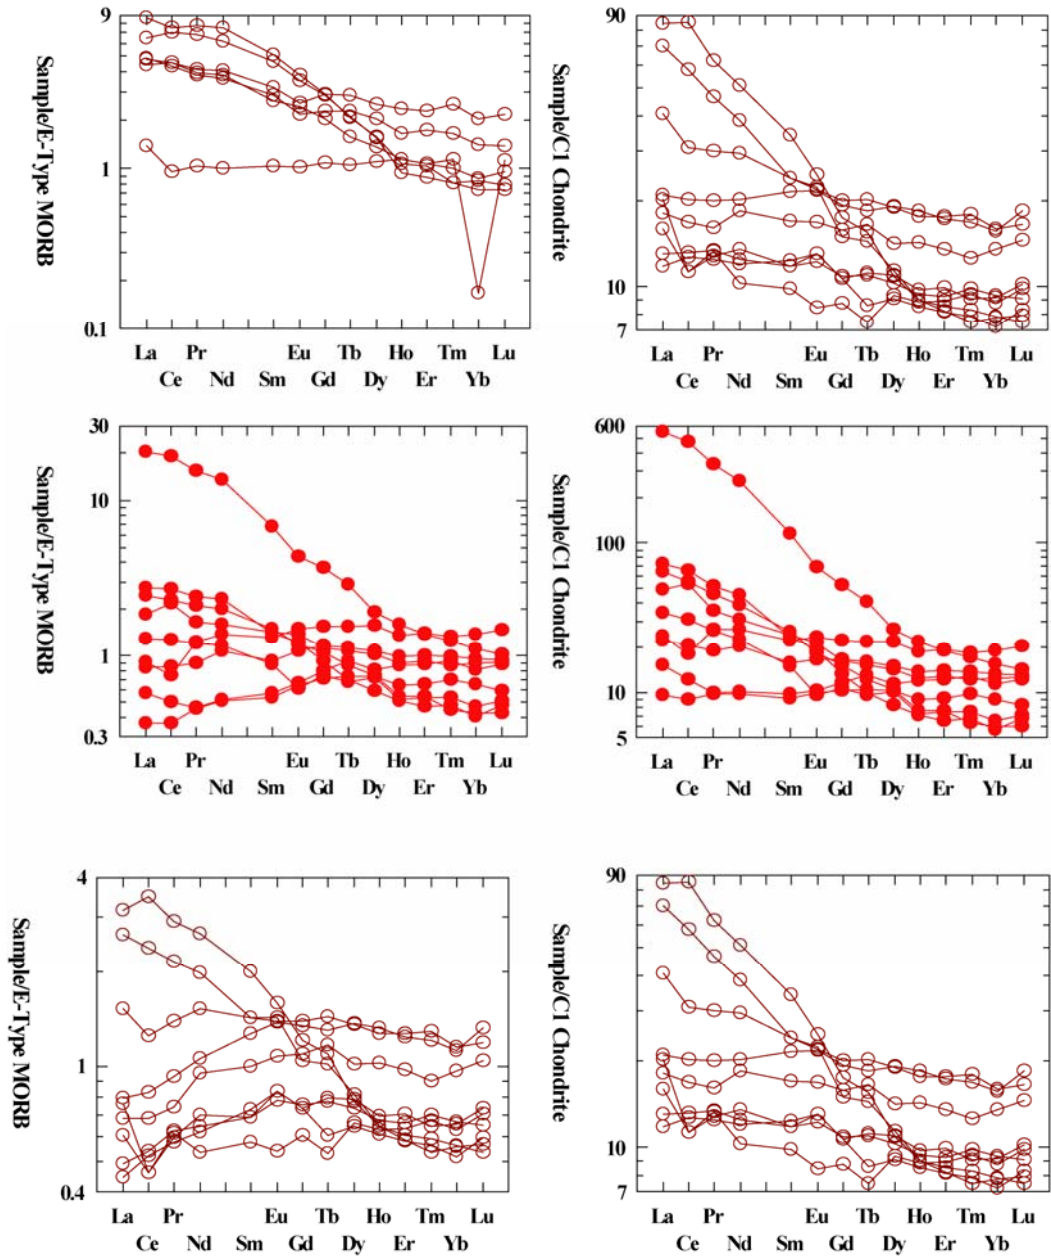 9
1
0.1
Sample/E-Type MORB
La Pr Eu Tb Ho Tm Lu
Ce Nd Sm Gd Dy Er Yb
90
10
7
Sample/C1 Chondrite
La Pr Eu Tb Ho Tm Lu
Ce Nd Sm Gd Dy Er Yb
30
10
1
0.3
Sample/E-Type MORB
La Pr Eu Tb Ho Tm Lu
Ce Nd Sm Gd Dy Er Yb
600
100
10
5
Sample/C1 Chondrite
La Pr Eu Tb Ho Tm Lu
Ce Nd Sm Gd Dy Er Yb
4
1
0.4
Sample/E-Type MORB
La Pr Eu Tb Ho Tm Lu
Ce Nd Sm Gd Dy Er Yb
90
10
7
Sample/C1 Chondrite
La Pr Eu Tb Ho Tm Lu
Ce Nd Sm Gd Dy Er Yb